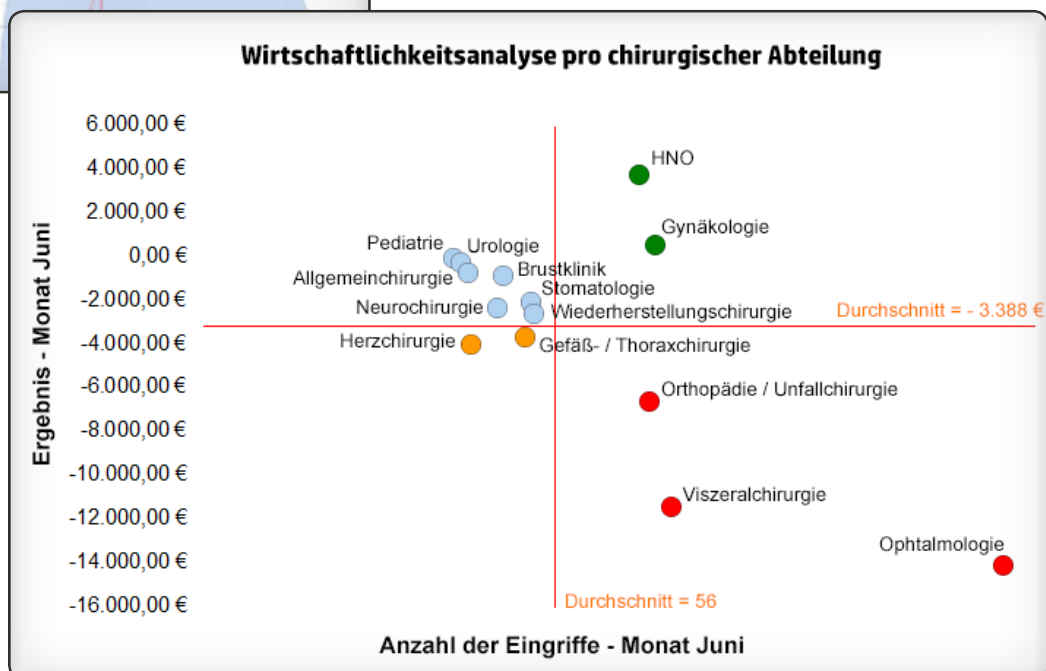 Wirtschaftlichkeitsanalyse pro chirurgischer Abteilung
Ergebnis - Monat Juni
6.000,00 €
4.000,00 €
2.000,00 €
0,00 €
-2.000,00 €
-4.000,00 €
-6.000,00 €
-8.000,00 €
-10.000,00 €
-12.000,00 €
-14.000,00 €
-16.000,00 €
HNO
Gynäkologie
Pediatrie
Urologie
Allgemeinchirurgie
Brustklinik
Stomatologie
Neurochirurgie
Wiederherstellungschirurgie
Durchschnitt = - 3.388 €
Herzchirurgie
Gefäß- / Thoraxchirurgie
Orthopädie / Unfallchirurgie
Viszeralchirurgie
Ophtalmologie
Durchschnitt = 56
Anzahl der Eingriffe - Monat Juni